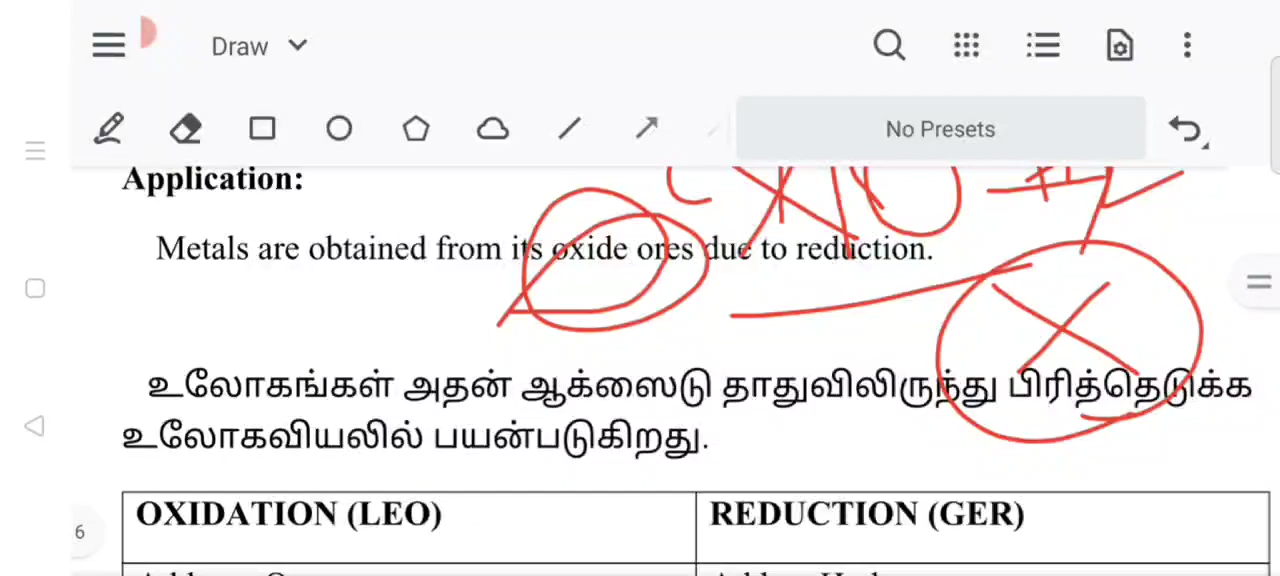 Draw
No Presets
Application:
Metals are obtained from its oxide ores due to reduction.
உலோகங்கள் அதன் ஆக்ஸைடு தாதுவிலிருந்து பிரித்தெடுக்க
உலோகவியலில் பயன்படுகிறது.
6
OXIDATION (LEO)
REDUCTION (GER)